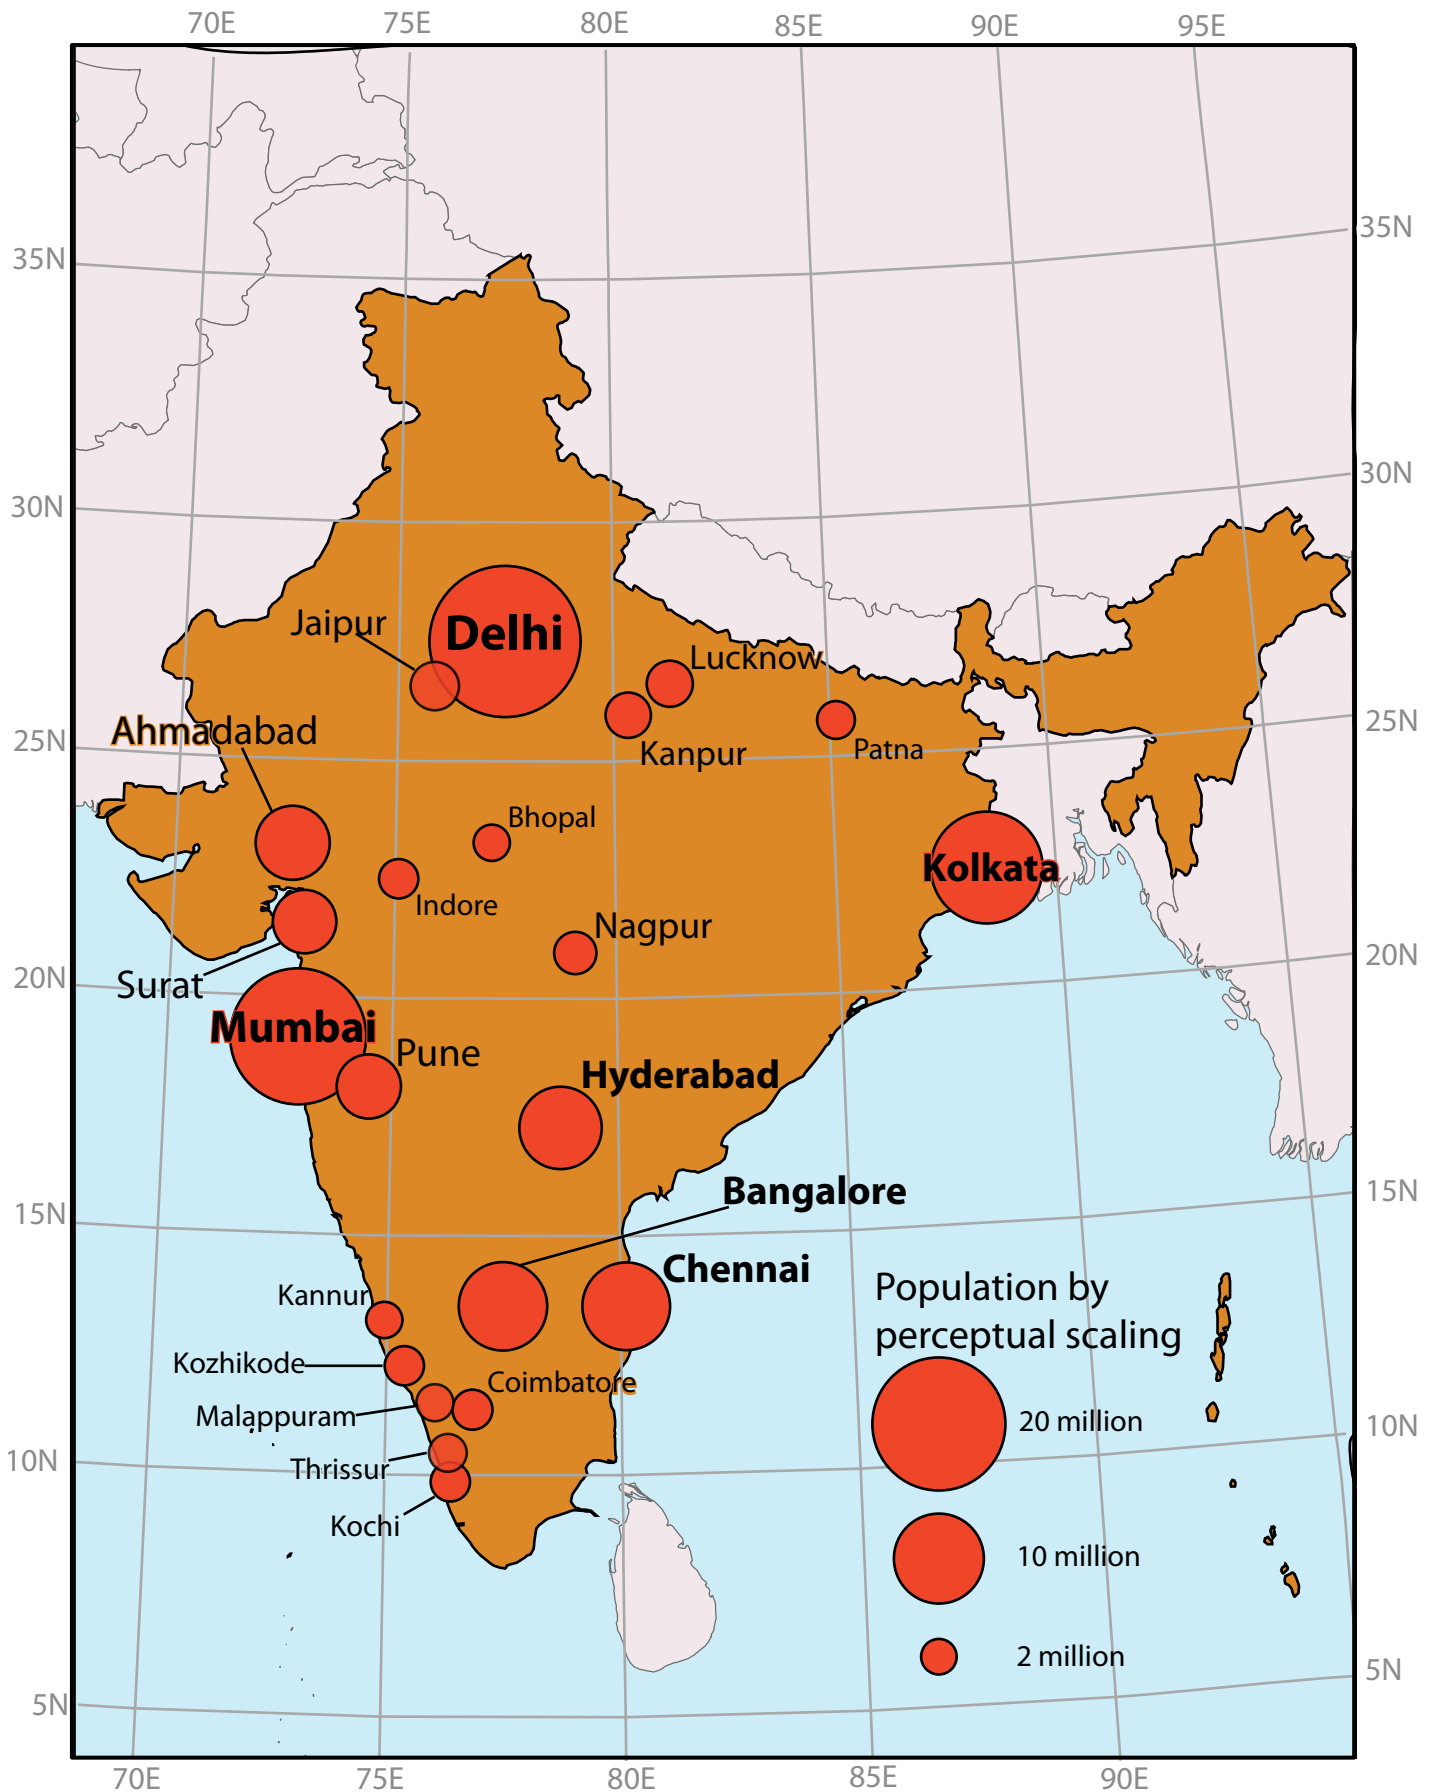 70E
75E
80E
85E
90E
95E
35N
35N
30N
30N
Jaipur
Delhi
Lucknow
Ahmadabad
25N
25N
Kanpur
Patna
Bhopal
Indore
Nagpur
20N
20N
Surat
Mumbai
Pune
Hyderabad
Bangalore
15N
15N
Chennai
Kannur
Population by
perceptual scaling
Kozhikode
Coimbatore
Malappuram
20 million
10N
10N
Thrissur
Kochi
10 million
2 million
5N
5N
70E
75E
80E
85E
90E